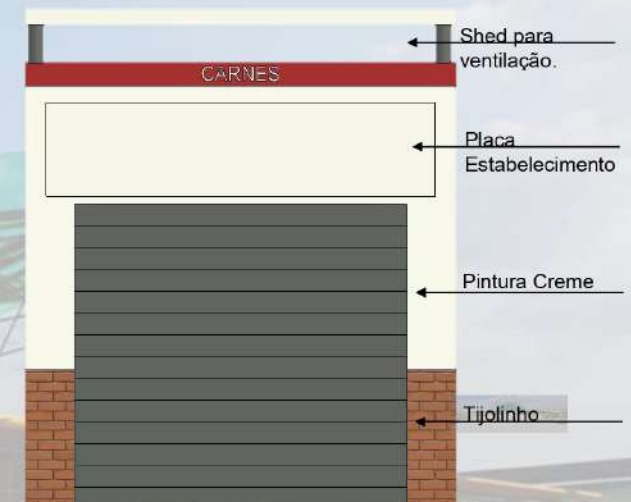 Shed para
ventilação.
CARNES
Placa
Estabelecimento
Pintura Creme
Tijolinho